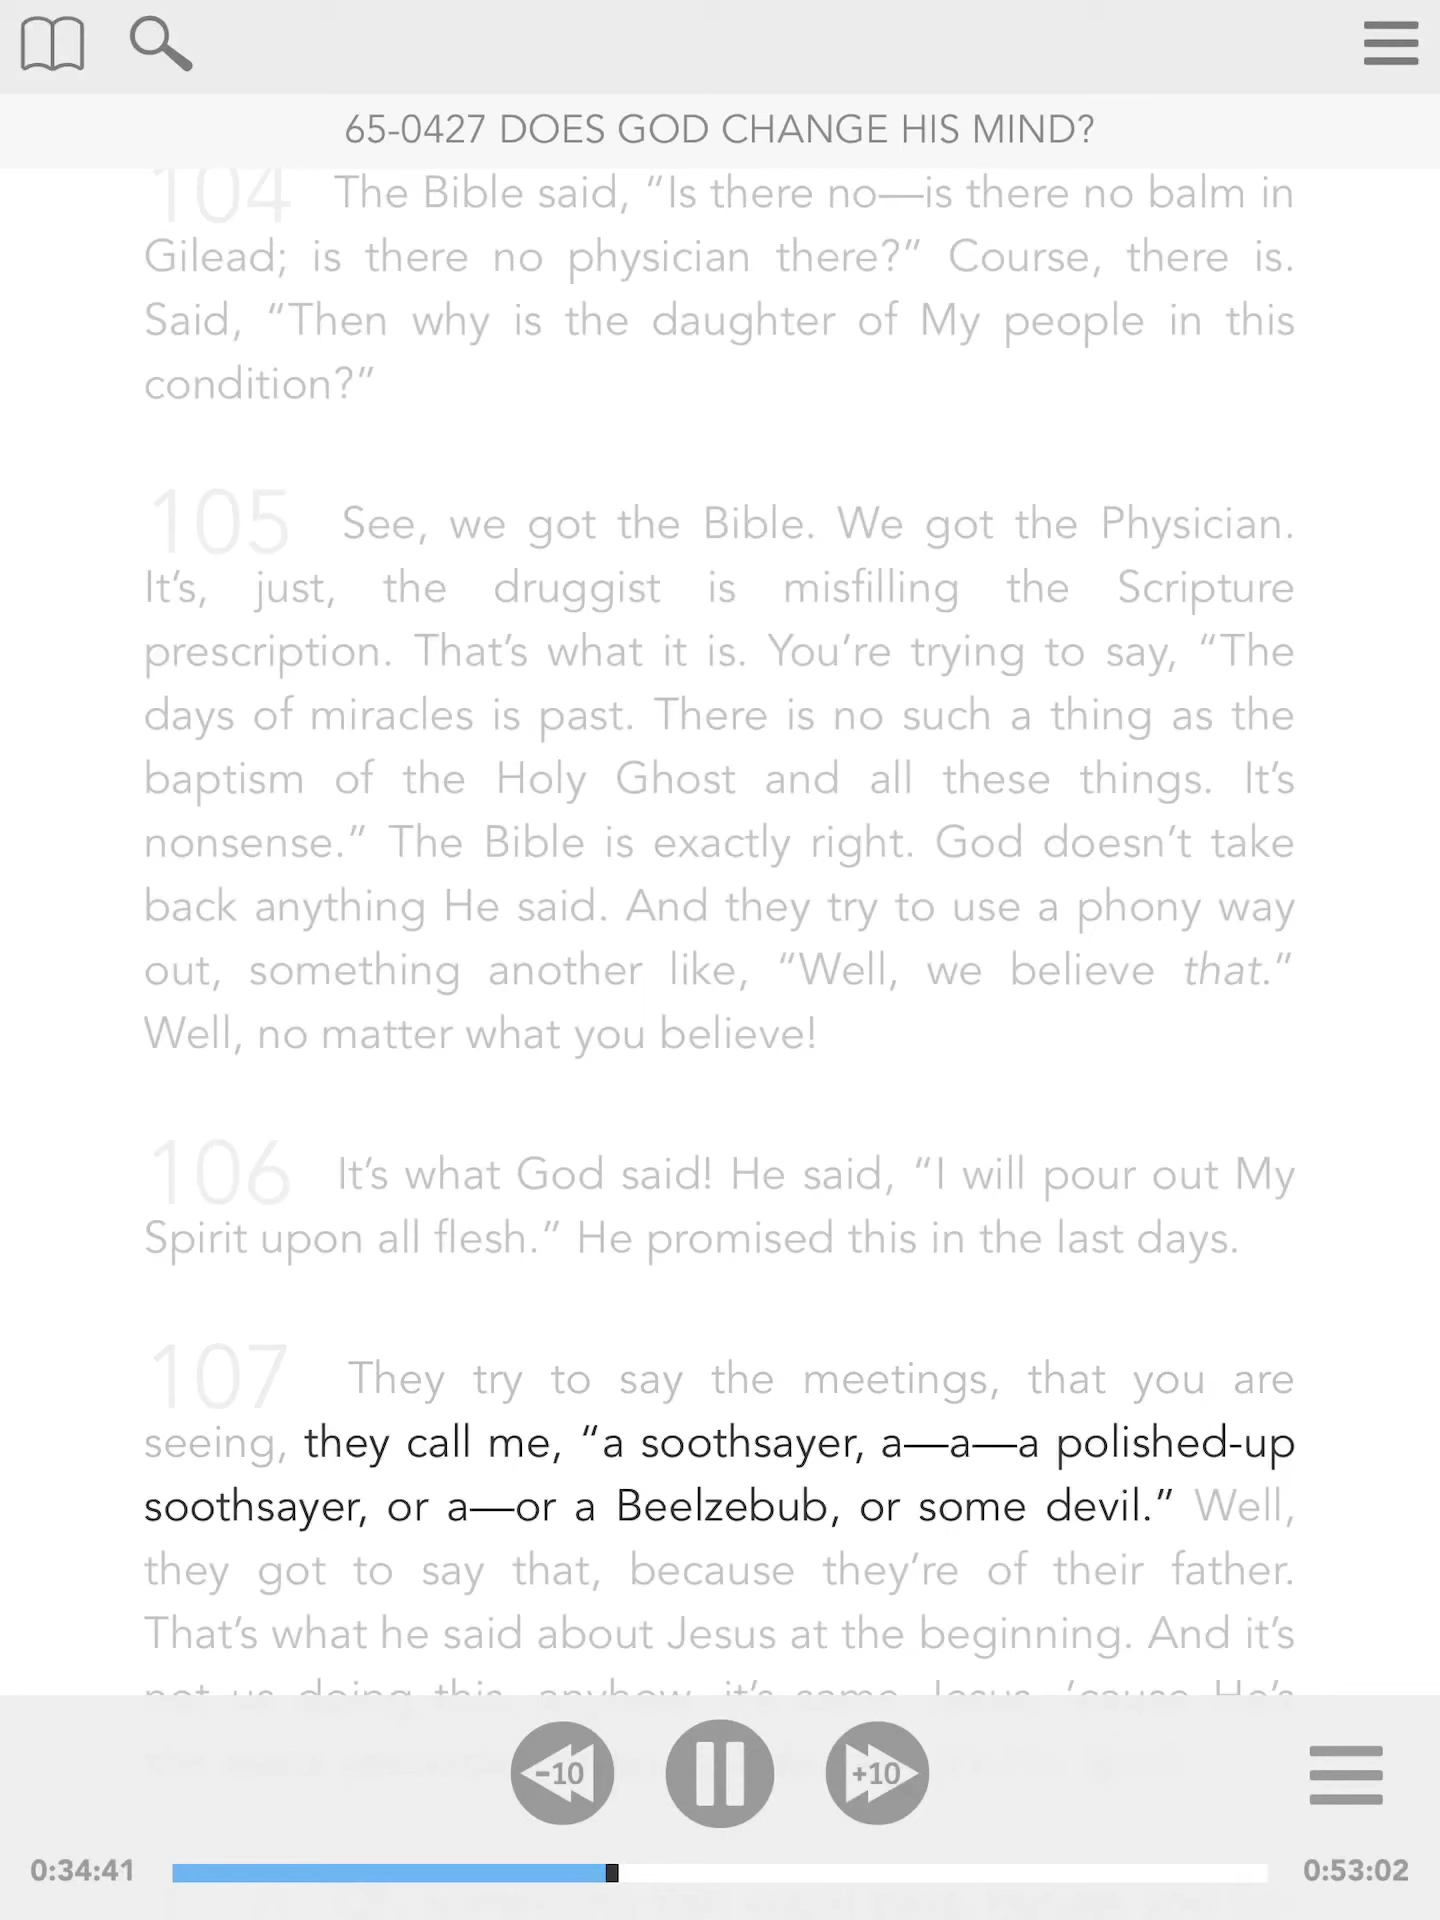 65-0427 DOES GOD CHANGE HIS MIND?
104 The Bible said, “Is there no—is there no balm in
Gilead; is there no physician there?” Course, there is.
Said, “Then why is the daughter of My people in this
condition?”
105 See, we got the Bible. We got the Physician.
It’s, just, the druggist is misfilling the Scripture
prescription. That’s what it is. You’re trying to say, “The
days of miracles is past. There is no such a thing as the
baptism of the Holy Ghost and all these things. It’s
nonsense.” The Bible is exactly right. God doesn’t take
back anything He said. And they try to use a phony way
out, something another like, “Well, we believe that.”
Well, no matter what you believe!
106 It’s what God said! He said, “I will pour out My
Spirit upon all flesh.” He promised this in the last days.
107 They try to say the meetings, that you are
seeing, they call me, “a soothsayer, a—a—a polished-up
soothsayer, or a—or a Beelzebub, or some devil.” Well,
they got to say that, because they’re of their father.
That’s what he said about Jesus at the beginning. And it’s
not us doing this, anyhow, it’s same Jesus, ’cause He’s
-10
+10
0:34:41
0:53:02